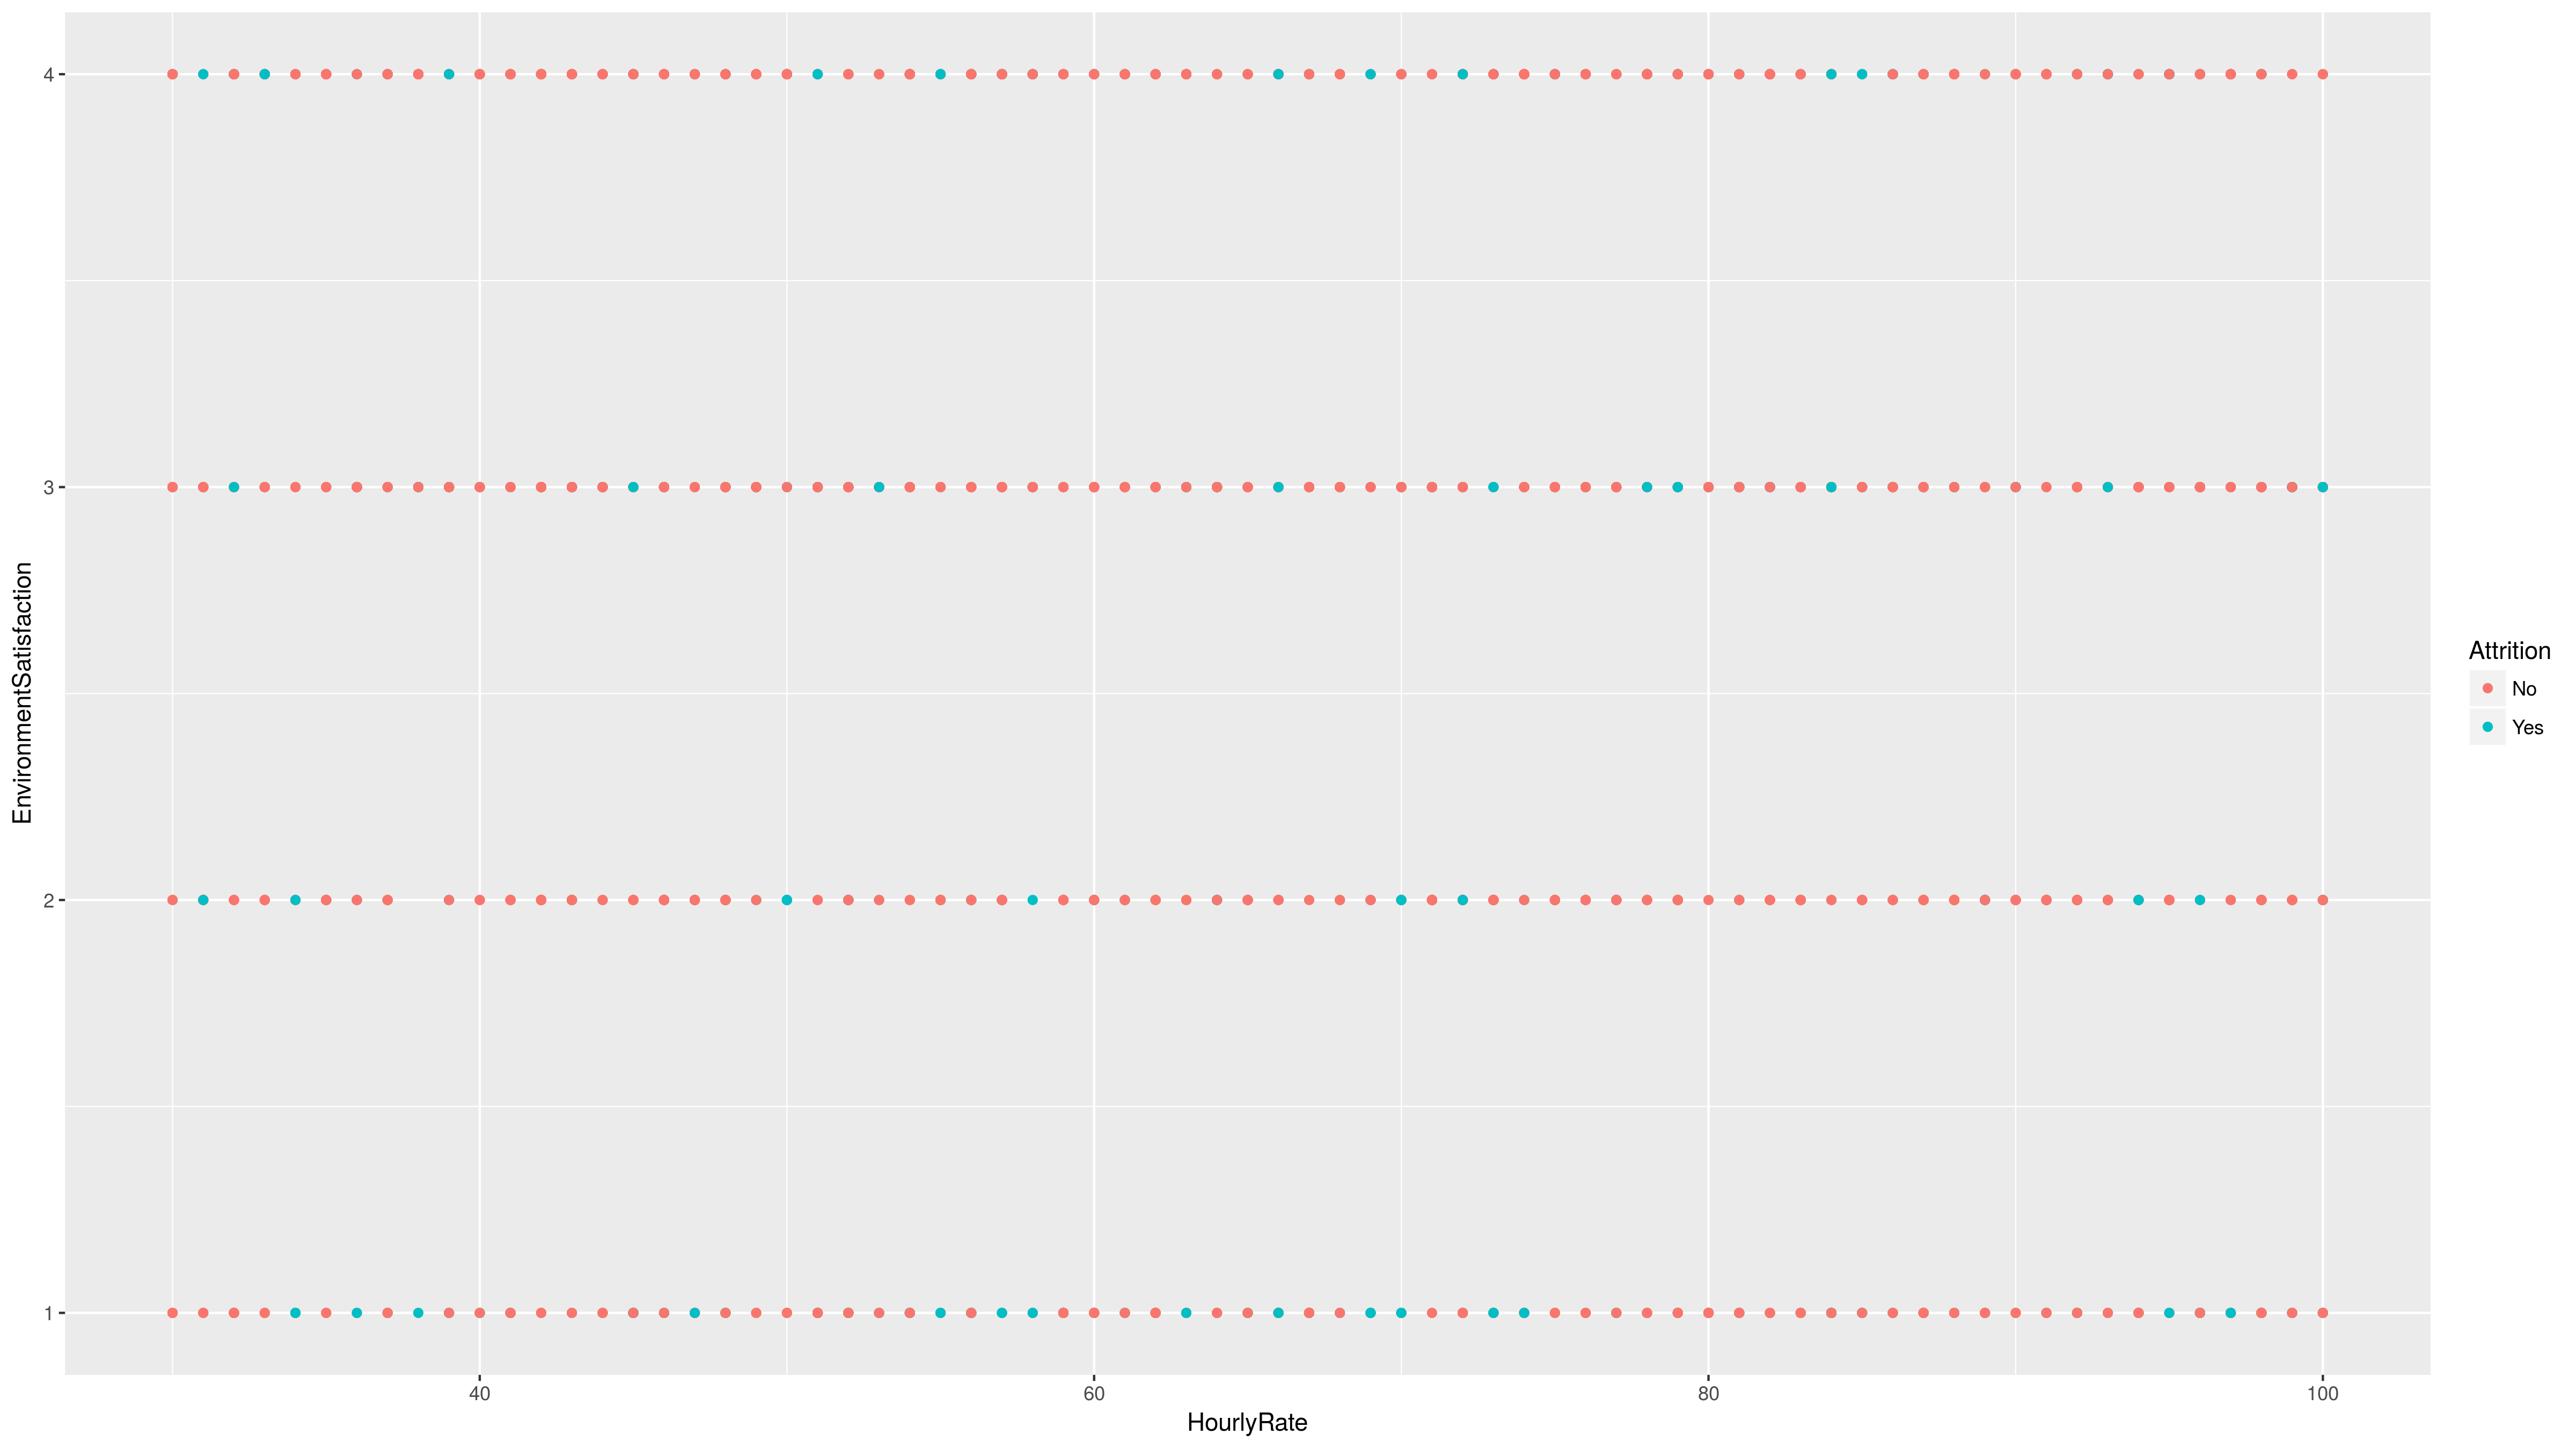 4
3
2
1
EnvironmentSatisfaction
40
60
80
100
HourlyRate
Attrition
No
Yes